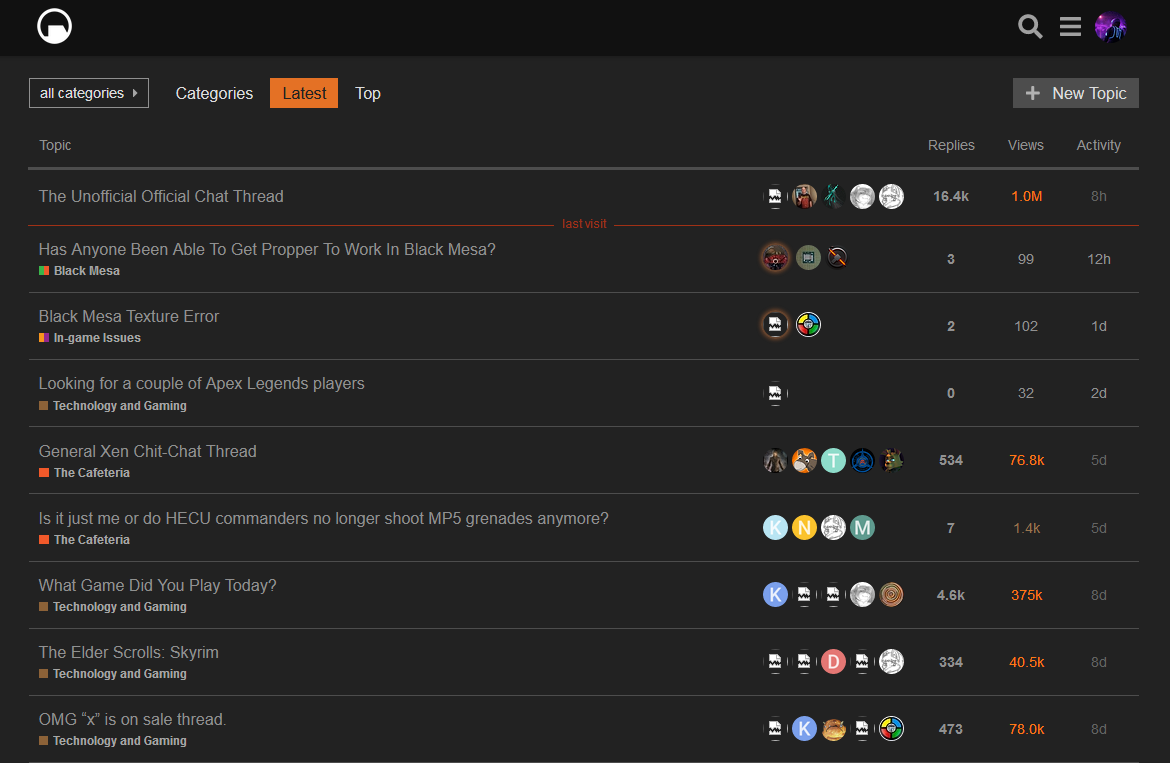 all categories
Categories
Latest
Top
New Topic
Topic Replies Views Activity
The Unofficial Official Chat Thread 16.4k 1.0M 8h
last visit
Has Anyone Been Able To Get Propper To Work In Black Mesa?
Black Mesa
3 99 12h
Black Mesa Texture Error
In-game Issues
2 102 1d
Looking for a couple of Apex Legends players
Technology and Gaming
0 32 2d
General Xen Chit-Chat Thread
The Cafeteria
T
534 76.8k 5d
Is it just me or do HECU commanders no longer shoot MP5 grenades anymore?
The Cafeteria
K N M
7 1.4k 5d
What Game Did You Play Today?
Technology and Gaming
K
4.6k 375k 8d
The Elder Scrolls: Skyrim
Technology and Gaming
D
334 40.5k 8d
OMG “x” is on sale thread.
Technology and Gaming
K
473 78.0k 8d